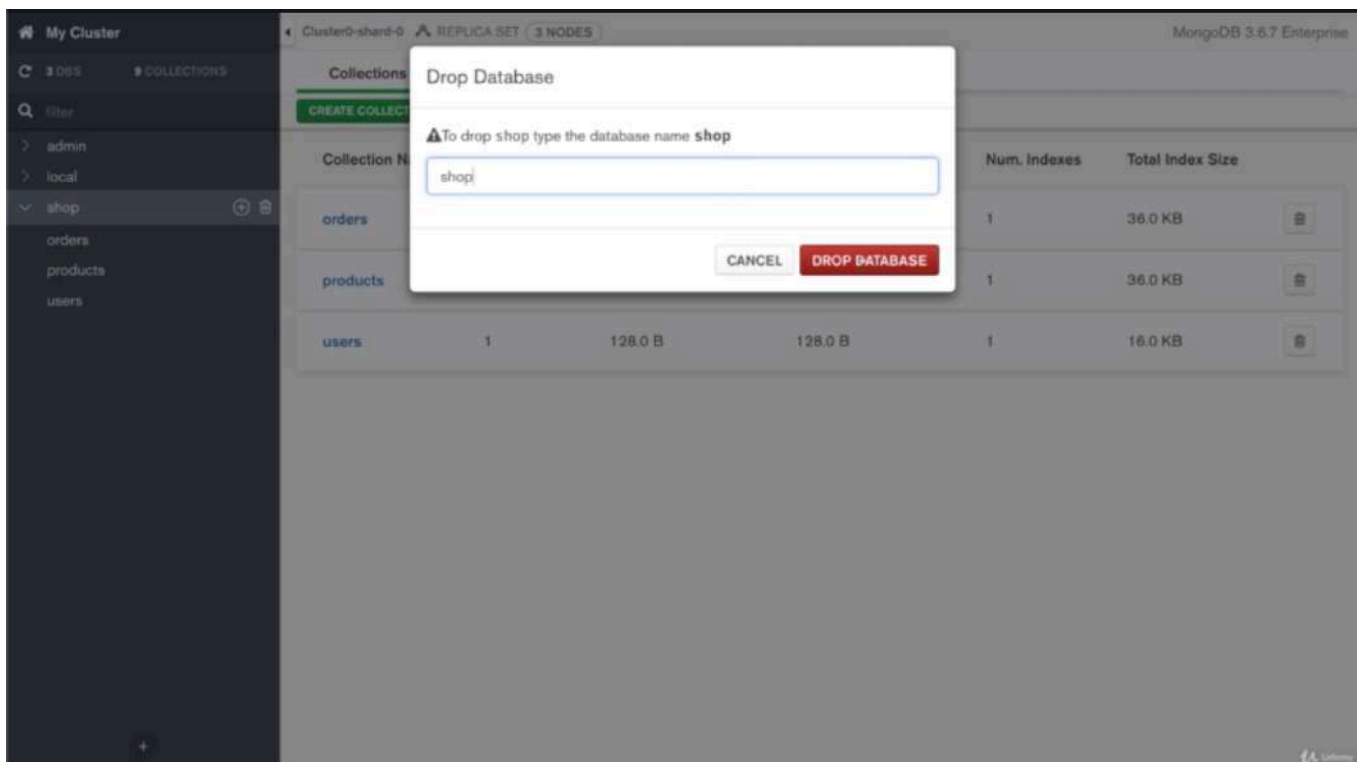 My Cluster
Cluster0-shard-0 REPLICA SET 3 NODES
MongoDB 3.6.7 Enterprise
3 DBS 9 COLLECTIONS
filter
admin
local
shop
orders
products
users
Collections
CREATE COLLECT
Collection N
Num. Indexes Total Index Size
orders 1 36.0 KB
products 1 36.0 KB
users 1 128.0 B 128.0 B 1 16.0 KB
Drop Database
To drop shop type the database name shop
shop
CANCEL DROP DATABASE
Udemy